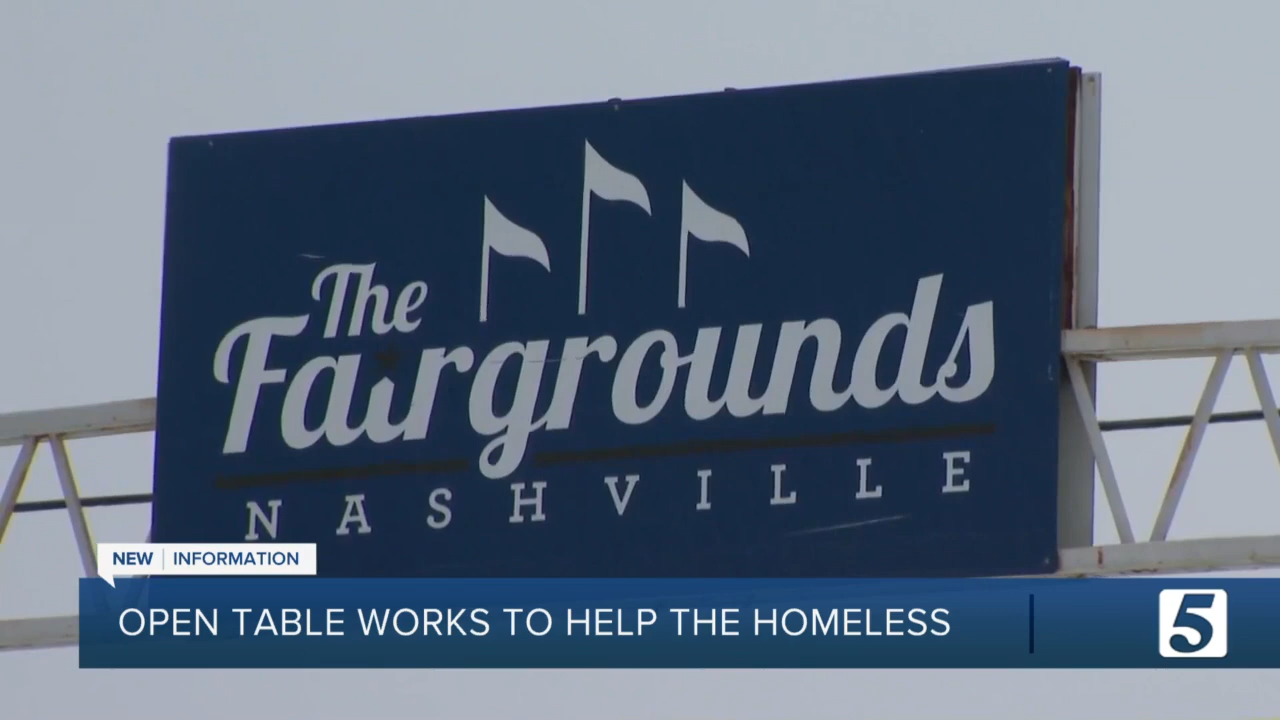 The
Fairgrounds
NASHVILLE
NEW INFORMATION
OPEN TABLE WORKS TO HELP THE HOMELESS
5